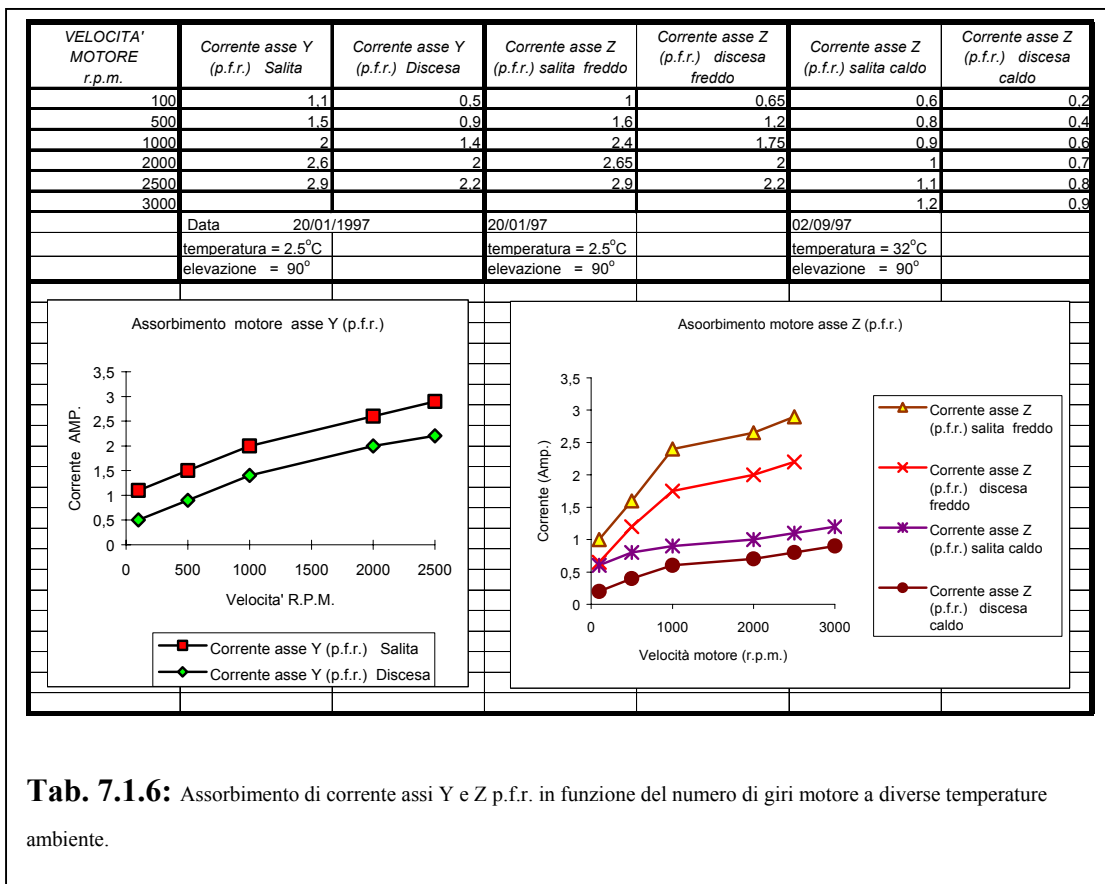 VELOCITA' MOTORE r.p.m. Corrente asse Y (p.f.r.) Salita Corrente asse Y (p.f.r.) Discesa Corrente asse Z (p.f.r.) salita freddo Corrente asse Z (p.f.r.) discesa freddo Corrente asse Z (p.f.r.) salita caldo Corrente asse Z (p.f.r.) discesa caldo
100 1,1 0,5 1 0,65 0,6 0,2
500 1,5 0,9 1,6 1,2 0,8 0,4
1000 2 1,4 2,4 1,75 0,9 0,6
2000 2,6 2 2,65 2 1 0,7
2500 2,9 2,2 2,9 2,2 1,1 0,8
3000 1,2 0,9
Data 20/01/1997 20/01/97 02/09/97
temperatura = 2.5°C temperatura = 2.5°C temperatura = 32°C
elevazione = 90° elevazione = 90° elevazione = 90°
Assorbimento motore asse Y (p.f.r.)
3,5
3
2,5
2
1,5
1
0,5
0
Corrente AMP.
0 500 1000 1500 2000 2500
Velocita' R.P.M.
Corrente asse Y (p.f.r.) Salita
Corrente asse Y (p.f.r.) Discesa
Asoorbimento motore asse Z (p.f.r.)
3,5
3
2,5
2
1,5
1
0,5
0
Corrente (Amp.)
0 1000 2000 3000
Velocità motore (r.p.m.)
Corrente asse Z
(p.f.r.) salita freddo
Corrente asse Z
(p.f.r.) discesa
freddo
Corrente asse Z
(p.f.r.) salita caldo
Corrente asse Z
(p.f.r.) discesa
caldo
Tab. 7.1.6: Assorbimento di corrente assi Y e Z p.f.r. in funzione del numero di giri motore a diverse temperature
ambiente.